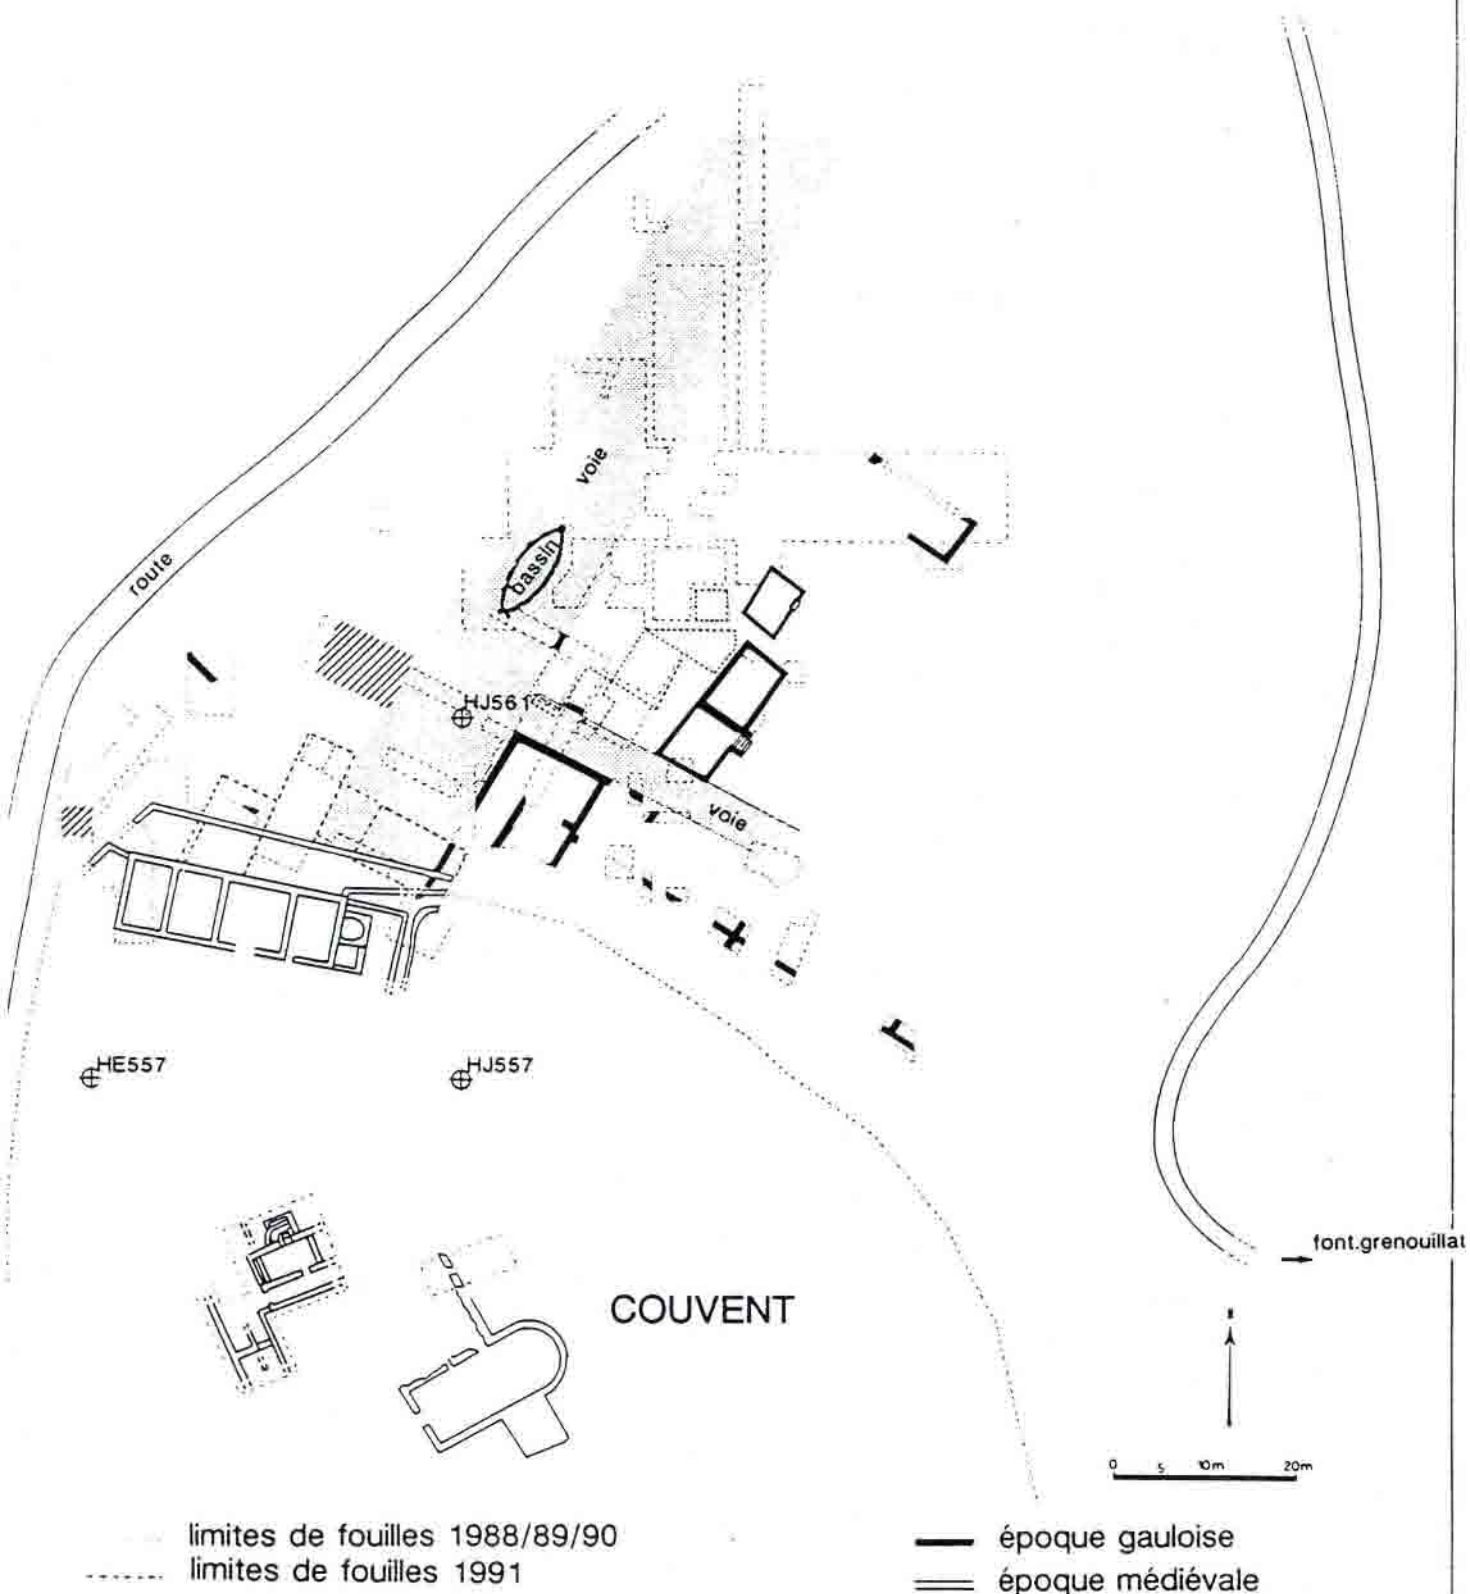 voie
bassin
route
HJ561
voie
HE557
HJ557
font.grenouillat
COUVENT
0 5 10m 20m
limites de fouilles 1988/89/90
limites de fouilles 1991
époque gauloise
époque médiévale